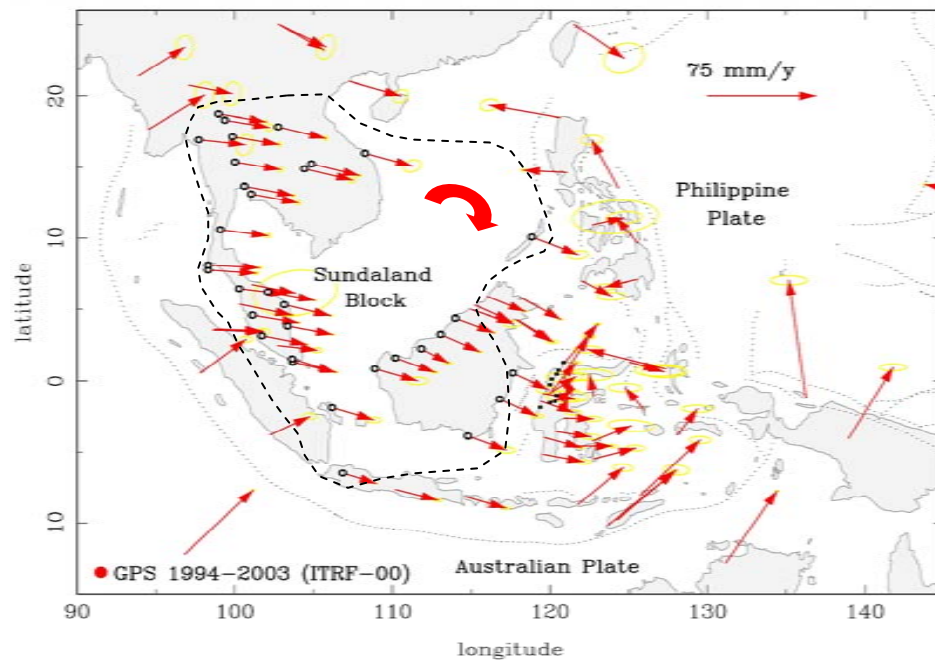 75 mm/y
Philippine
Plate
Sundaland
Block
Australian Plate
GPS 1994-2003 (ITRF-00)
latitude
20
10
0
10
90
100
110
120
130
140
longitude